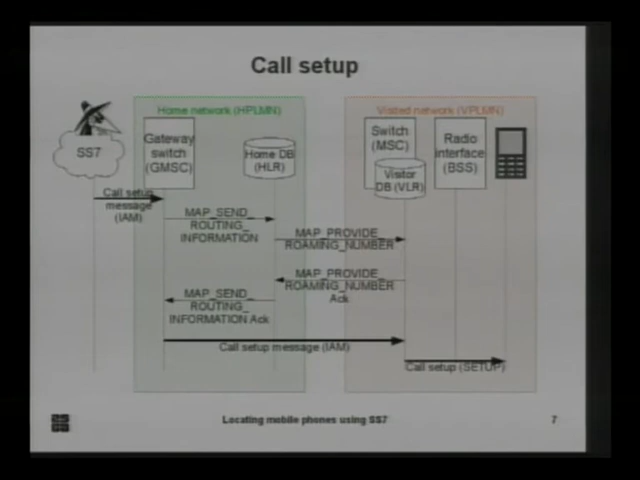 Call setup
Home network (HPLMN)
Visited network (VPLMN)
SS7
Gateway
switch
(GMSC)
Home DB
(HLR)
Switch
(MSC)
Visitor
DB (VLR)
Radio
interface
(BSS)
Call setup
message
(IAM)
MAP_SEND_
ROUTING_
INFORMATION
MAP_PROVIDE_
ROAMING_NUMBER
MAP_PROVIDE_
ROAMING_NUMBER
Ack
MAP_SEND_
ROUTING_
INFORMATION Ack
Call setup message (IAM)
Call setup (SETUP)
Locating mobile phones using SS7
7